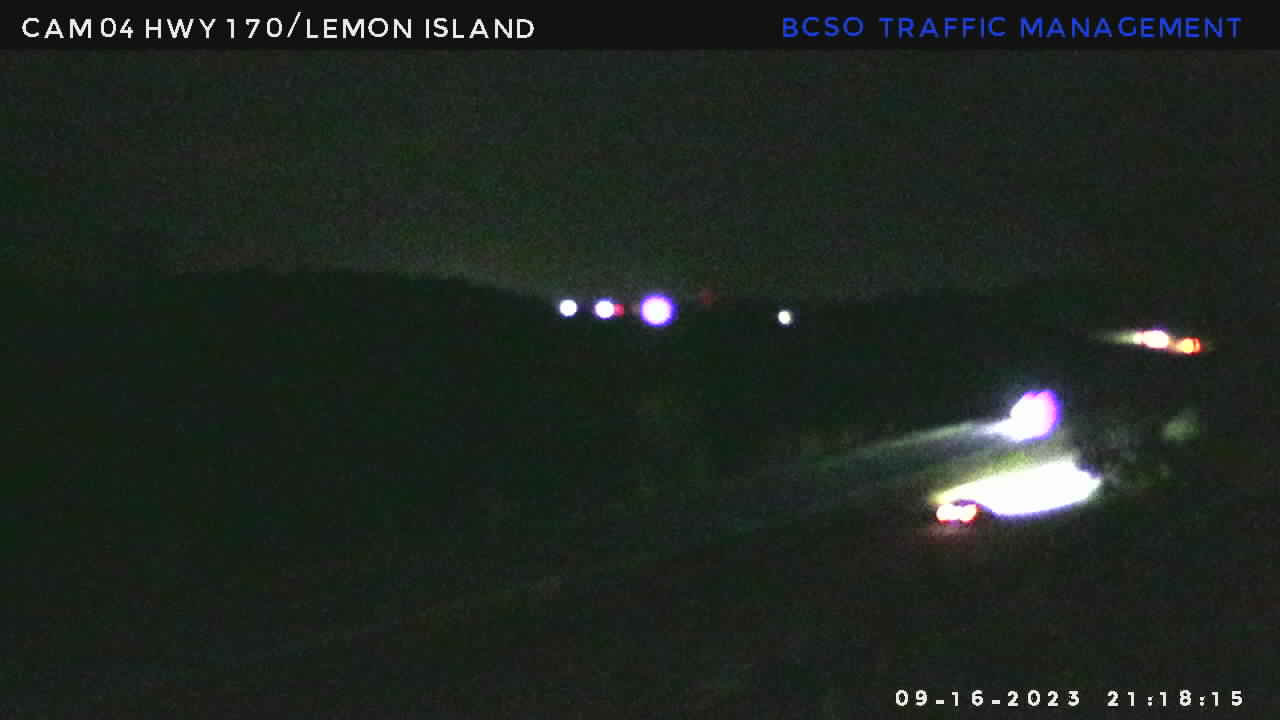 CAM04 HWY 170/LEMON ISLAND
BCSO TRAFFIC MANAGEMENT
09-16-2023 21:18:15